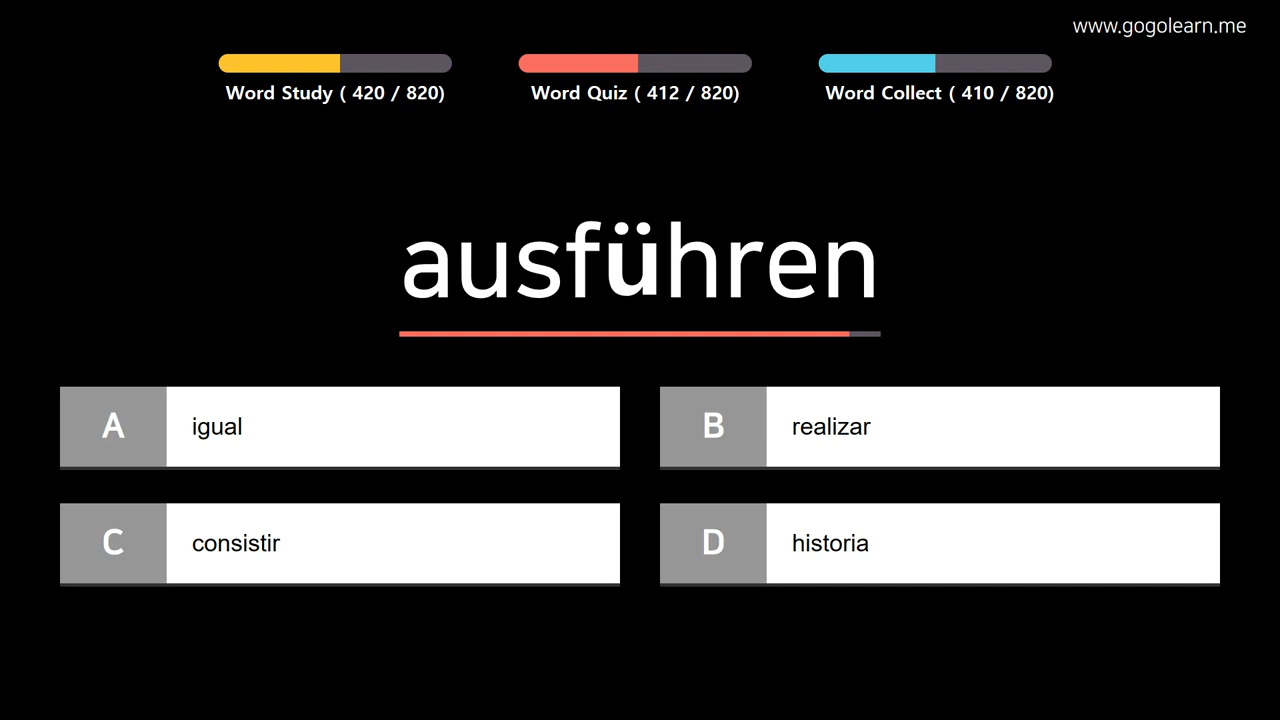 www.gogolearn.me
Word Study ( 420 / 820)
Word Quiz ( 412 / 820)
Word Collect ( 410 / 820)
ausführen
A igual
B realizar
C consistir
D historia